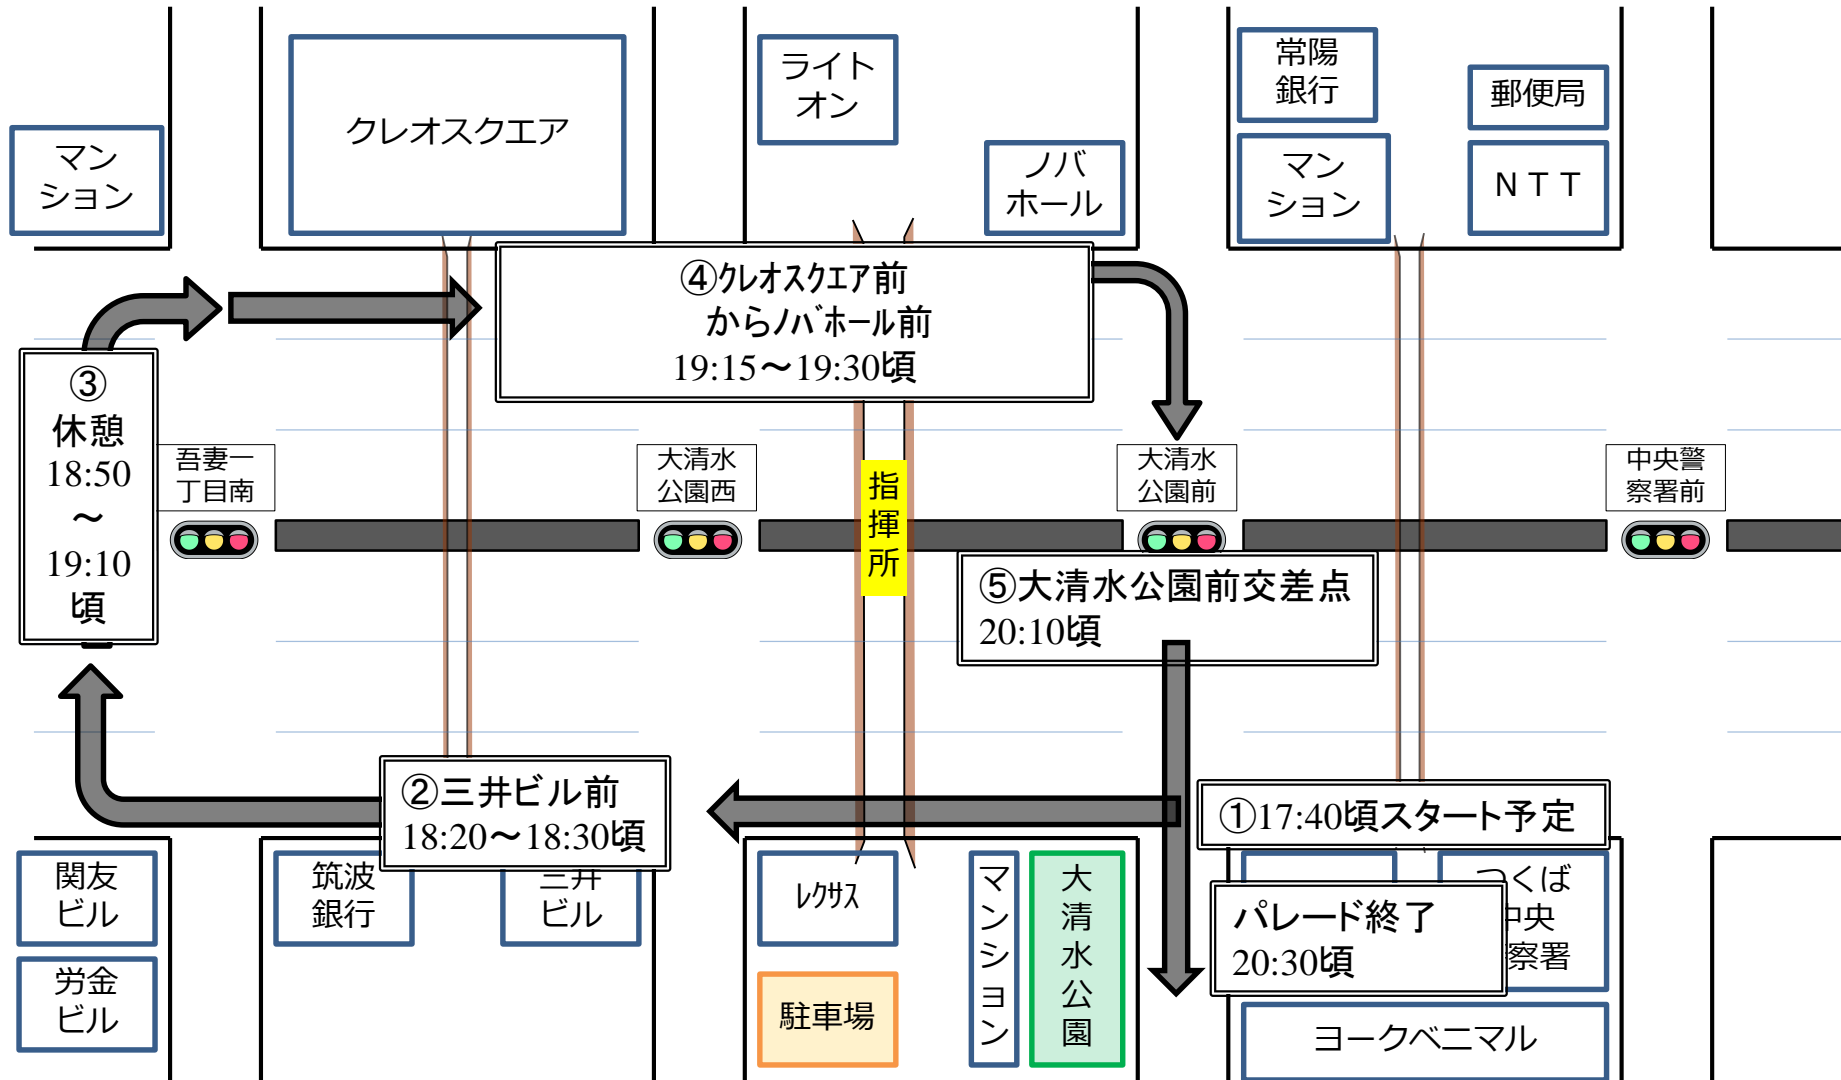 クレオスクエア
ライト
オン
常陽
銀行
郵便局
マン
ション
ノバ
ホール
マン
ション
ＮＴＴ
④クレオスクエア前
からノバホール前
19:15～19:30頃
③
休憩
18:50
～
19:10
頃
吾妻一
丁目南
大清水
公園西
指揮所
大清水
公園前
中央警
察署前
⑤大清水公園前交差点
20:10頃
②三井ビル前
18:20～18:30頃
①17:40頃スタート予定
関友
ビル
筑波
銀行
三井
ビル
レクサス
マンション
大清水公園
つくば
中央
察署
パレード終了
20:30頃
労金
ビル
駐車場
ヨークベニマル